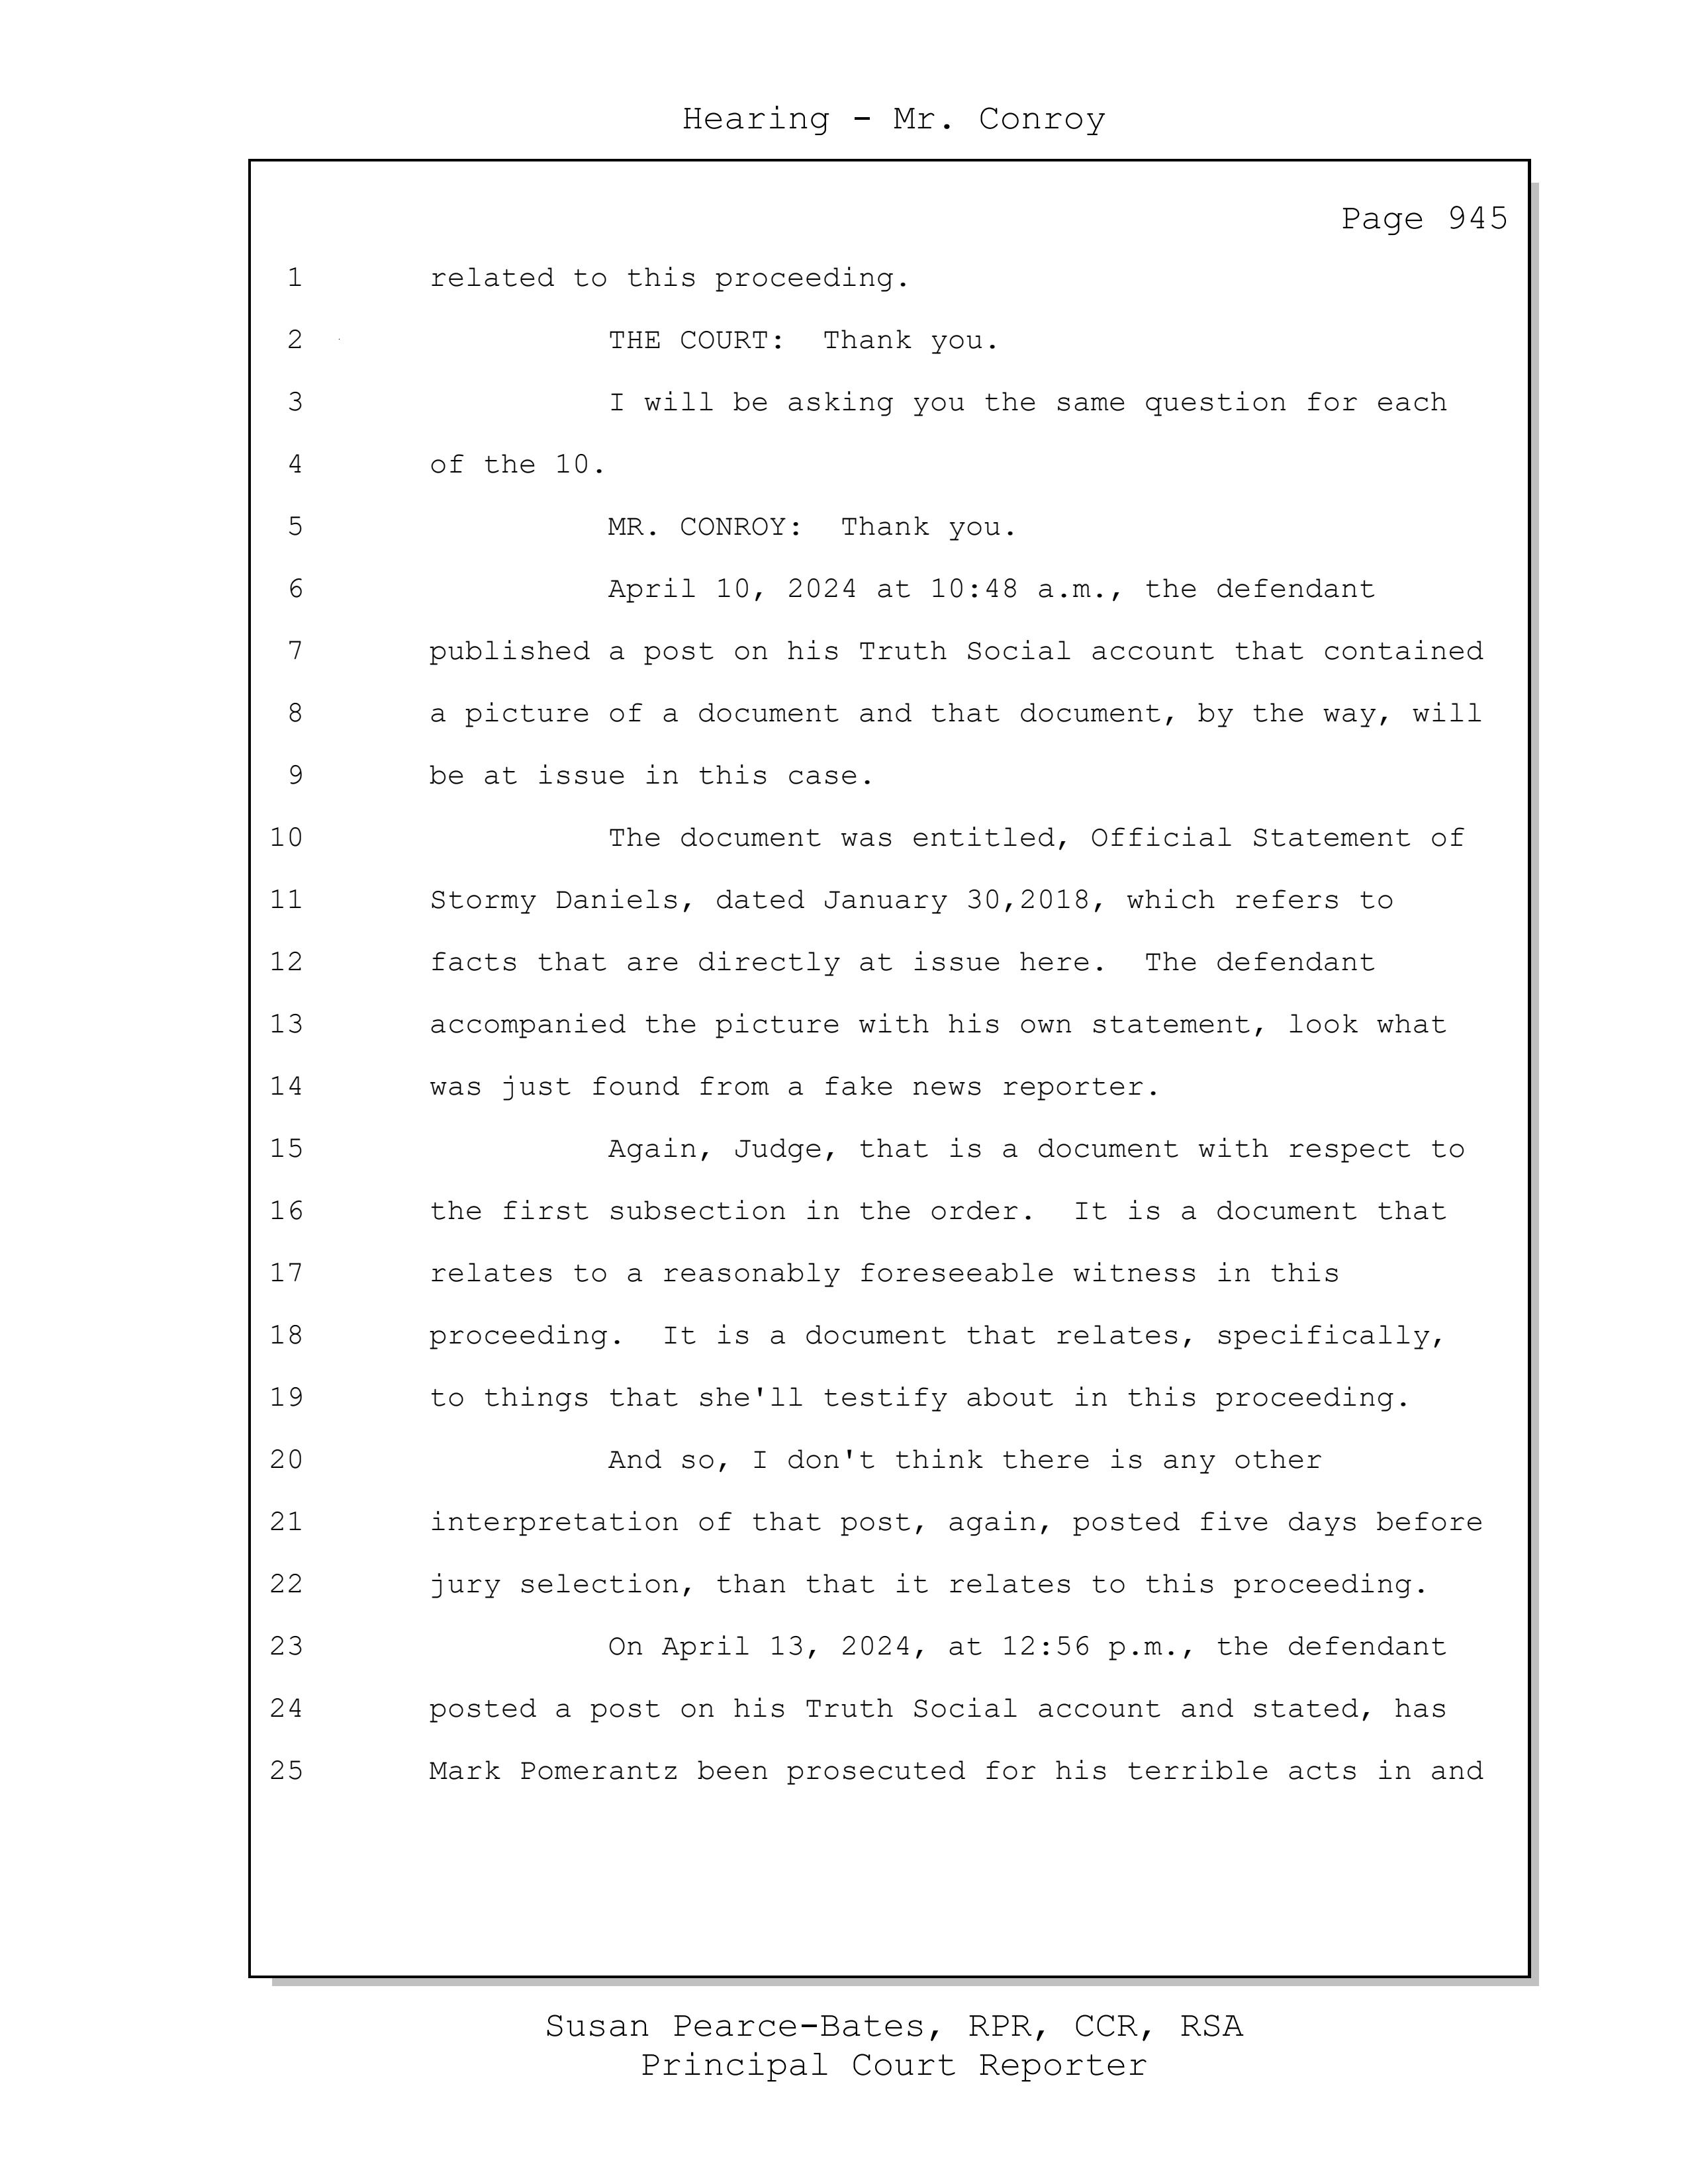 Hearing - Mr. Conroy
Page 945
1 related to this proceeding.
2 THE COURT: Thank you.
3 I will be asking you the same question for each
4 of the 10.
5 MR. CONROY: Thank you.
6 April 10, 2024 at 10:48 a.m., the defendant
7 published a post on his Truth Social account that contained
8 a picture of a document and that document, by the way, will
9 be at issue in this case.
10 The document was entitled, Official Statement of
11 Stormy Daniels, dated January 30,2018, which refers to
12 facts that are directly at issue here. The defendant
13 accompanied the picture with his own statement, look what
14 was just found from a fake news reporter.
15 Again, Judge, that is a document with respect to
16 the first subsection in the order. It is a document that
17 relates to a reasonably foreseeable witness in this
18 proceeding. It is a document that relates, specifically,
19 to things that she'll testify about in this proceeding.
20 And so, I don't think there is any other
21 interpretation of that post, again, posted five days before
22 jury selection, than that it relates to this proceeding.
23 On April 13, 2024, at 12:56 p.m., the defendant
24 posted a post on his Truth Social account and stated, has
25 Mark Pomerantz been prosecuted for his terrible acts in and
Susan Pearce-Bates, RPR, CCR, RSA
Principal Court Reporter